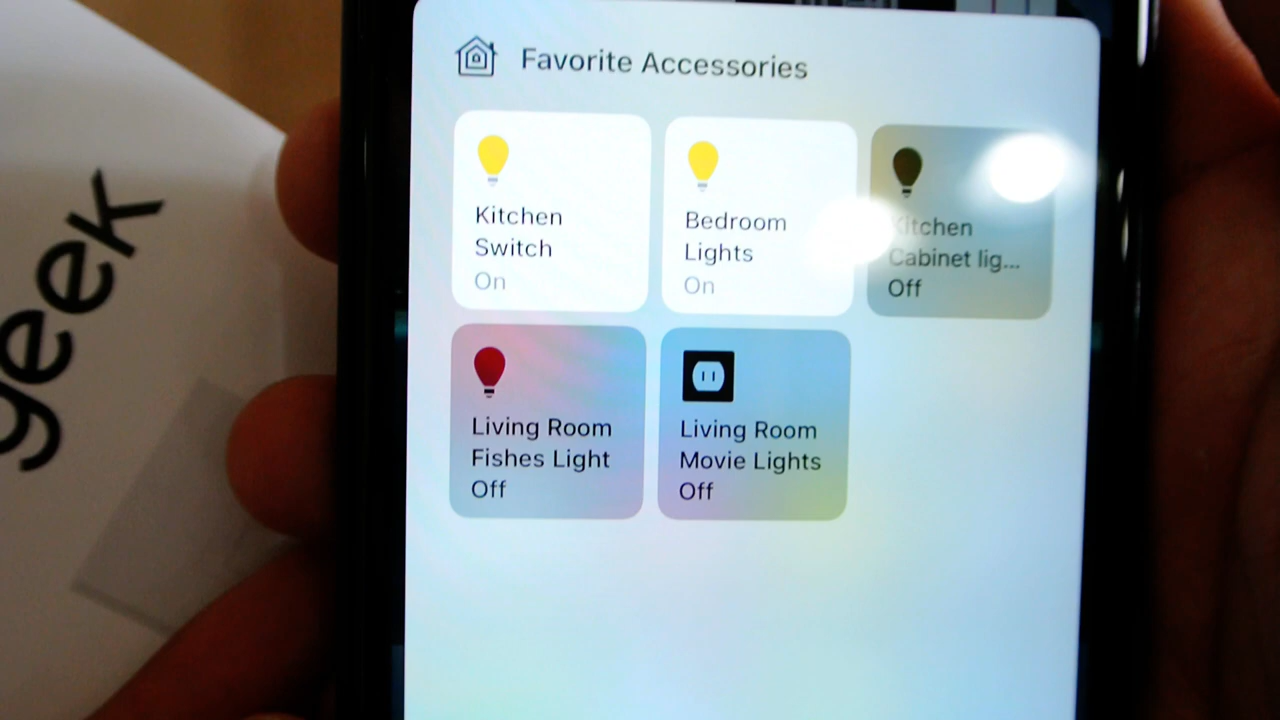 geek
Favorite Accessories
Kitchen
Switch
On
Bedroom
Lights
On
Kitchen
Cabinet lig...
Off
Living Room
Fishes Light
Off
Living Room
Movie Lights
Off